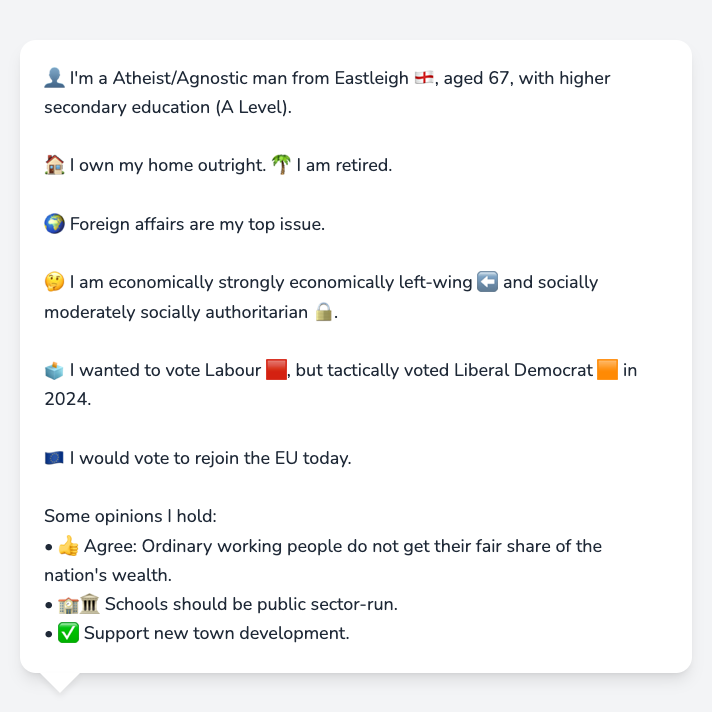 👤 I'm a Atheist/Agnostic man from Eastleigh 🏴󠁧󠁢󠁥󠁮󠁧󠁿, aged 67, with higher
secondary education (A Level).
🏠 I own my home outright. 🌴 I am retired.
🌍 Foreign affairs are my top issue.
🤔 I am economically strongly economically left-wing ⬅️ and socially
moderately socially authoritarian 🔒.
🗳️ I wanted to vote Labour 🟥, but tactically voted Liberal Democrat 🟧 in
2024.
🇪🇺 I would vote to rejoin the EU today.
Some opinions I hold:
• 👍 Agree: Ordinary working people do not get their fair share of the
nation's wealth.
• 🏫🏛️ Schools should be public sector-run.
• ✅ Support new town development.